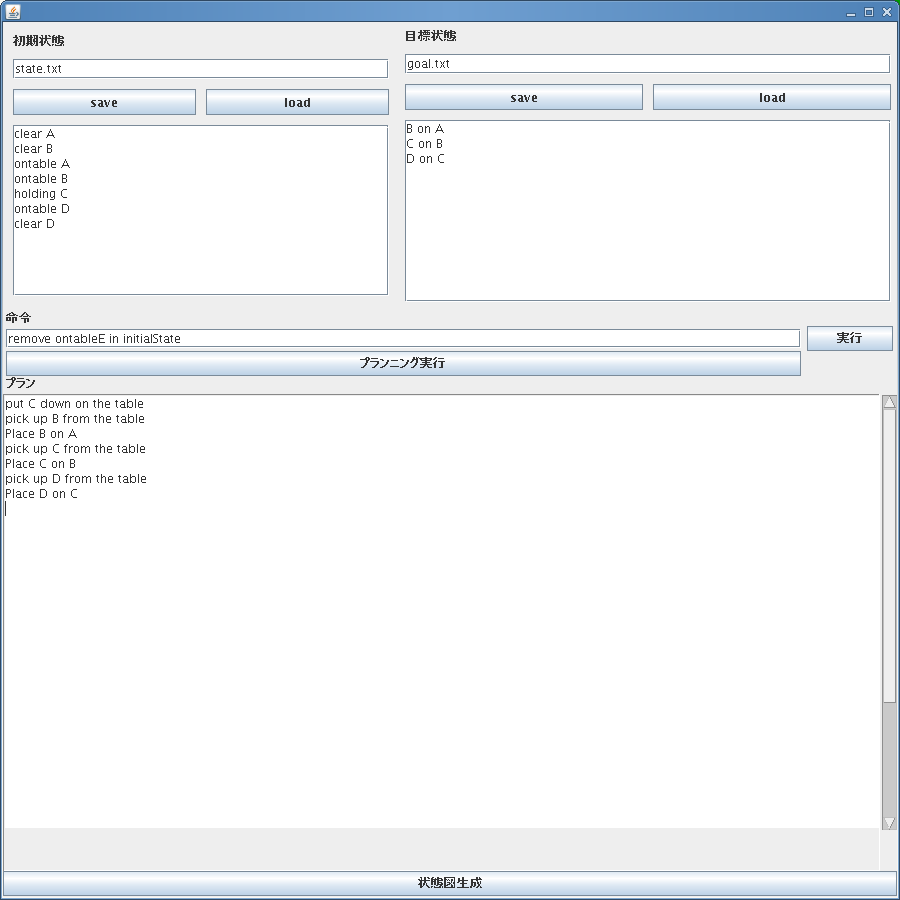 初期状態
state.txt
save
load
clear A
clear B
ontable A
ontable B
holding C
ontable D
clear D
目標状態
goal.txt
save
load
B on A
C on B
D on C
命令
remove ontableE in initialState
実行
プランニング実行
プラン
put C down on the table
pick up B from the table
Place B on A
pick up C from the table
Place C on B
pick up D from the table
Place D on C
状態図生成